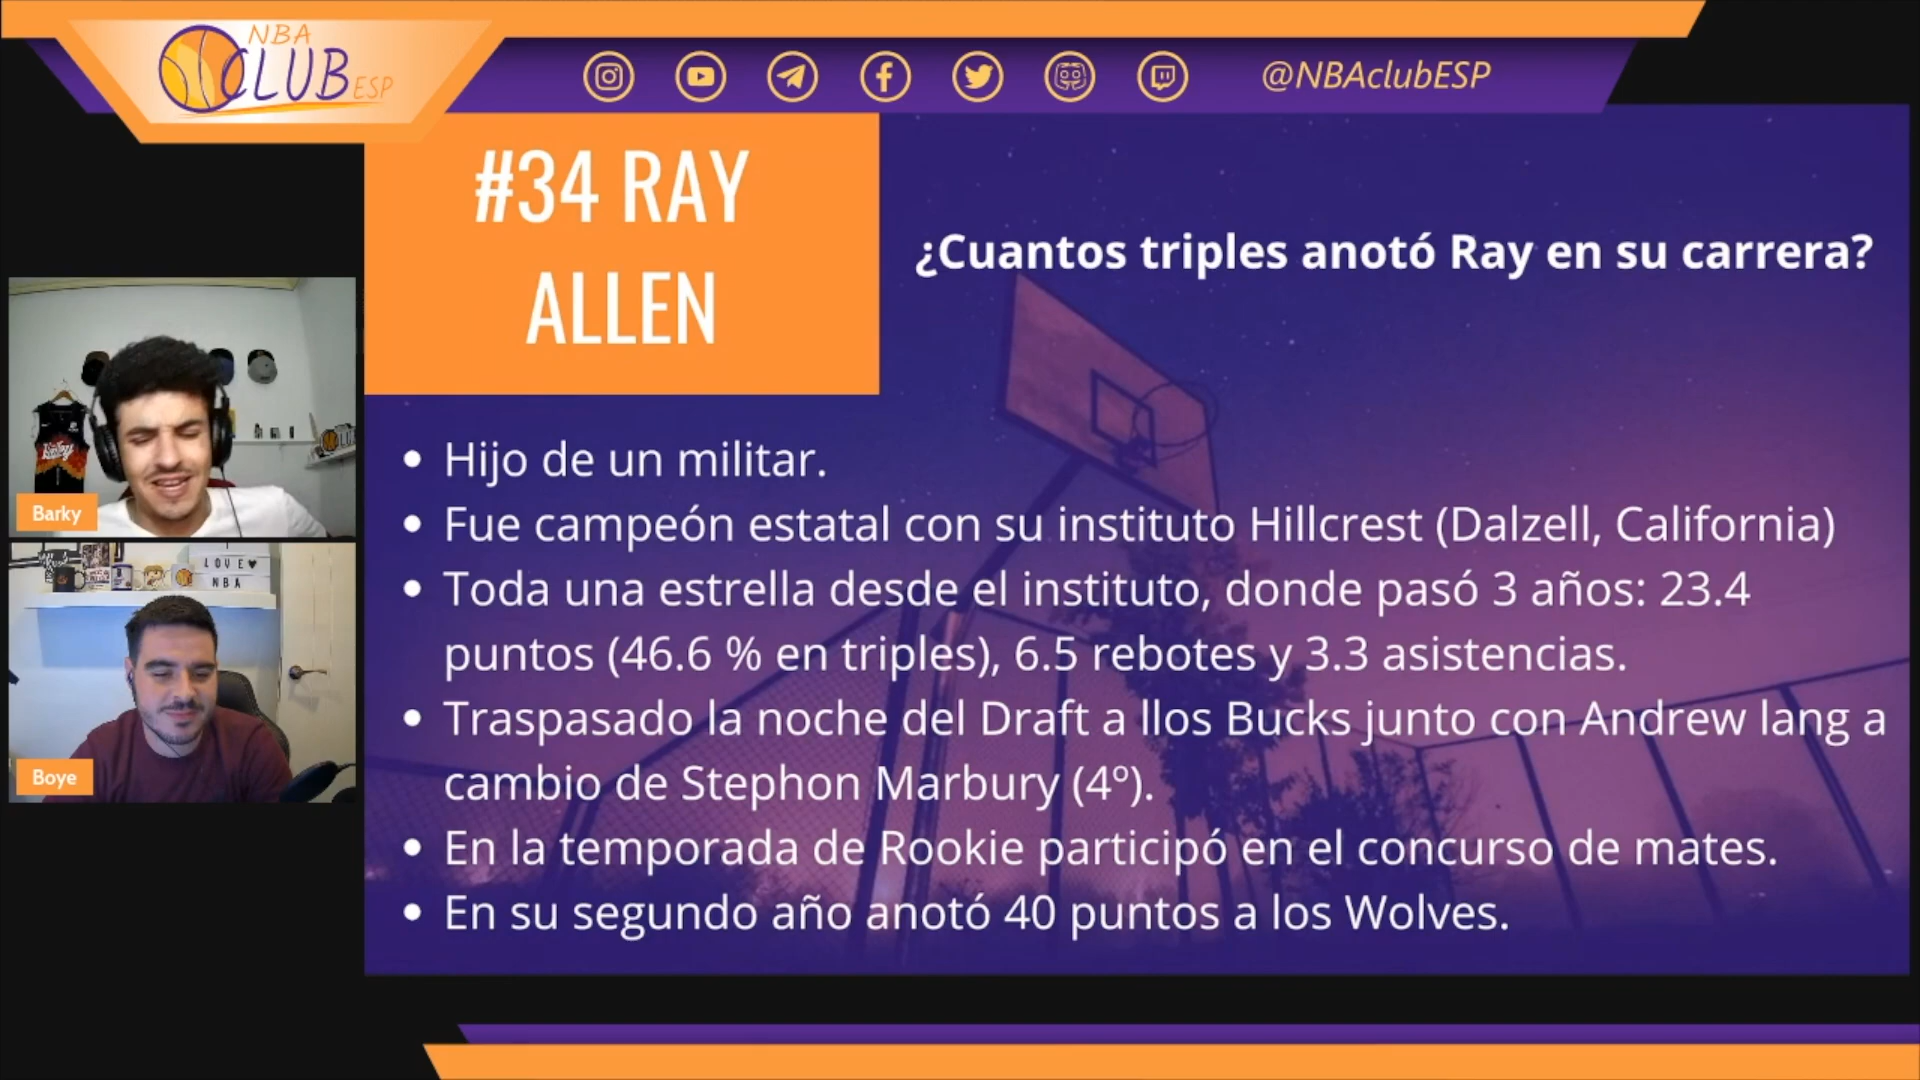 NBA
CLUB ESP
@NBAclubESP
#34 RAY
ALLEN
¿Cuantos triples anotó Ray en su carrera?
• Hijo de un militar.
• Fue campeón estatal con su instituto Hillcrest (Dalzell, California)
• Toda una estrella desde el instituto, donde pasó 3 años: 23.4
puntos (46.6 % en triples), 6.5 rebotes y 3.3 asistencias.
• Traspasado la noche del Draft a llos Bucks junto con Andrew lang a
cambio de Stephon Marbury (4º).
• En la temporada de Rookie participó en el concurso de mates.
• En su segundo año anotó 40 puntos a los Wolves.
Barky
LOVE♥
NBA
Boye